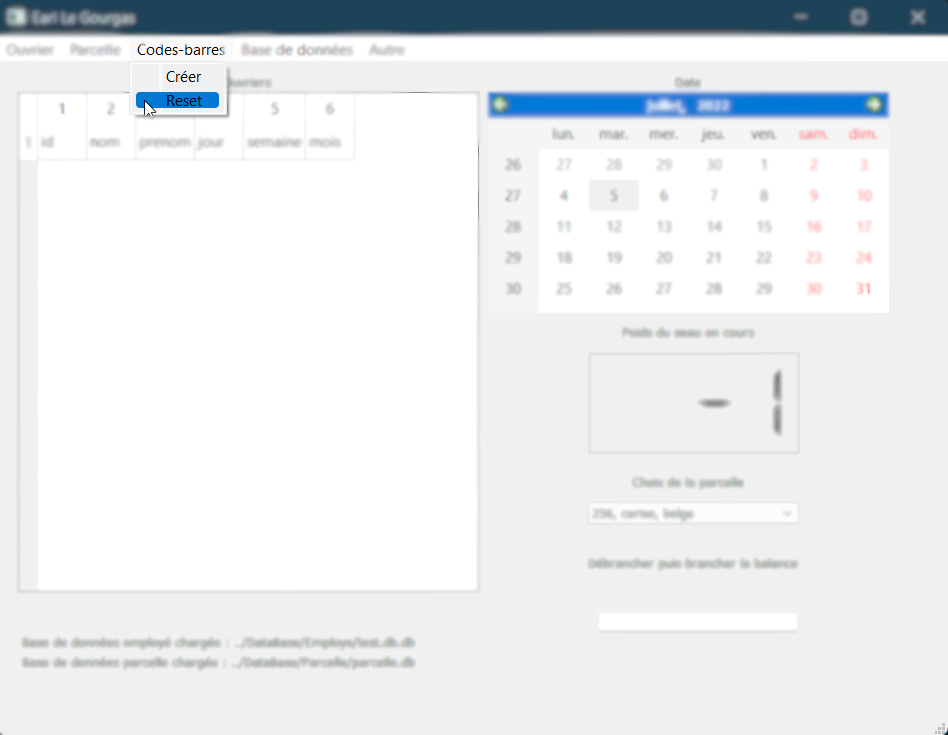 Earl Le Gourgas
Ouvrier Parcelle Codes-barres Base de données Autre
Créer
Reset
Ouvriers
1 2 5 6
1 id nom prenom jour semaine mois
Date
juillet, 2022
lun. mar. mer. jeu. ven. sam. dim.
26 27 28 29 30 1 2 3
27 4 5 6 7 8 9 10
28 11 12 13 14 15 16 17
29 18 19 20 21 22 23 24
30 25 26 27 28 29 30 31
Poids du seau en cours
-1
Choix de la parcelle
256, cerise, belge
Débrancher puis brancher la balance
Base de données employé chargée : ../DataBase/Employe/test.db.db
Base de données parcelle chargée : ../DataBase/Parcelle/parcelle.db